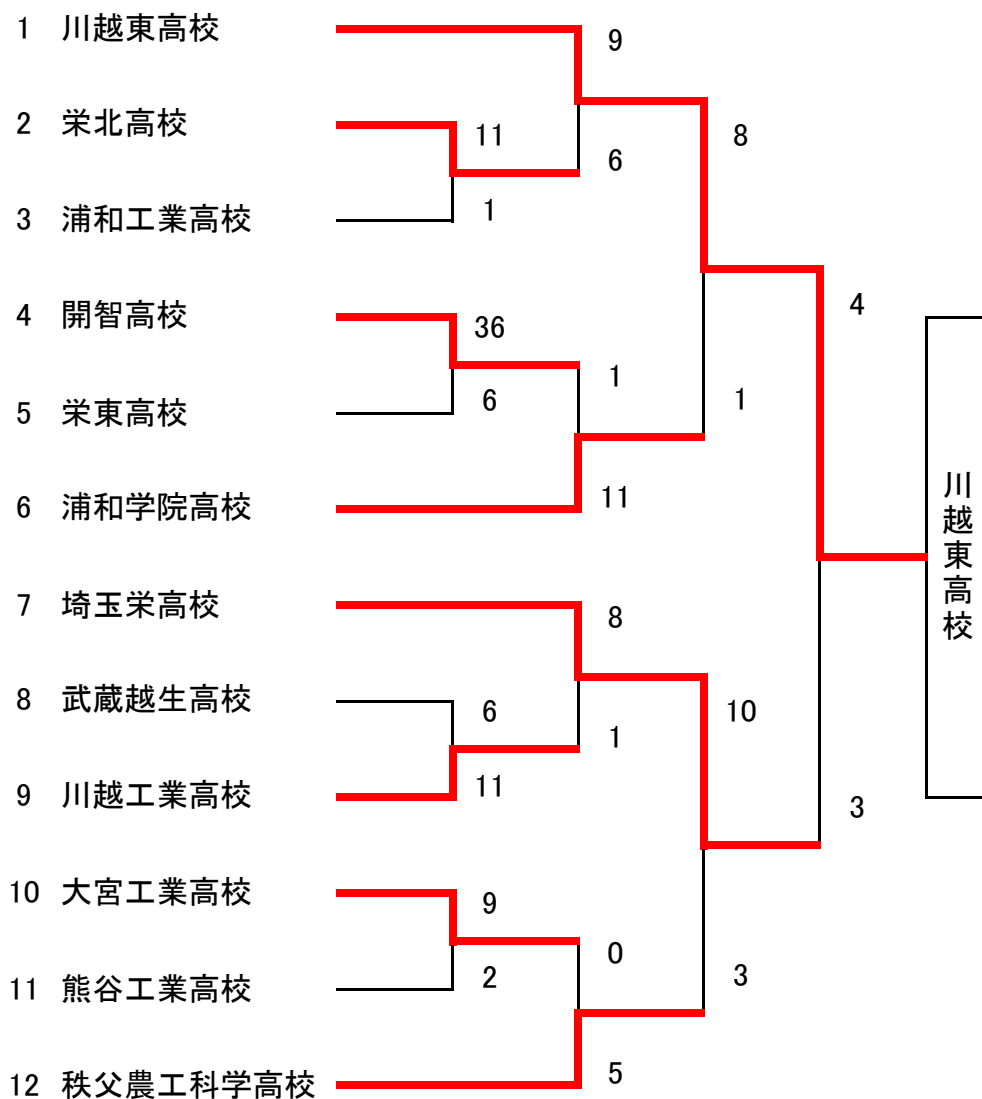 1 川越東高校
9
2 栄北高校
11
8
6
3 浦和工業高校
1
4 開智高校
36
4
1
5 栄東高校
6
1
6 浦和学院高校
11
川越東高校
7 埼玉栄高校
8
8 武蔵越生高校
6
10
1
9 川越工業高校
11
3
10 大宮工業高校
9
0
11 熊谷工業高校
2
3
12 秩父農工科学高校
5